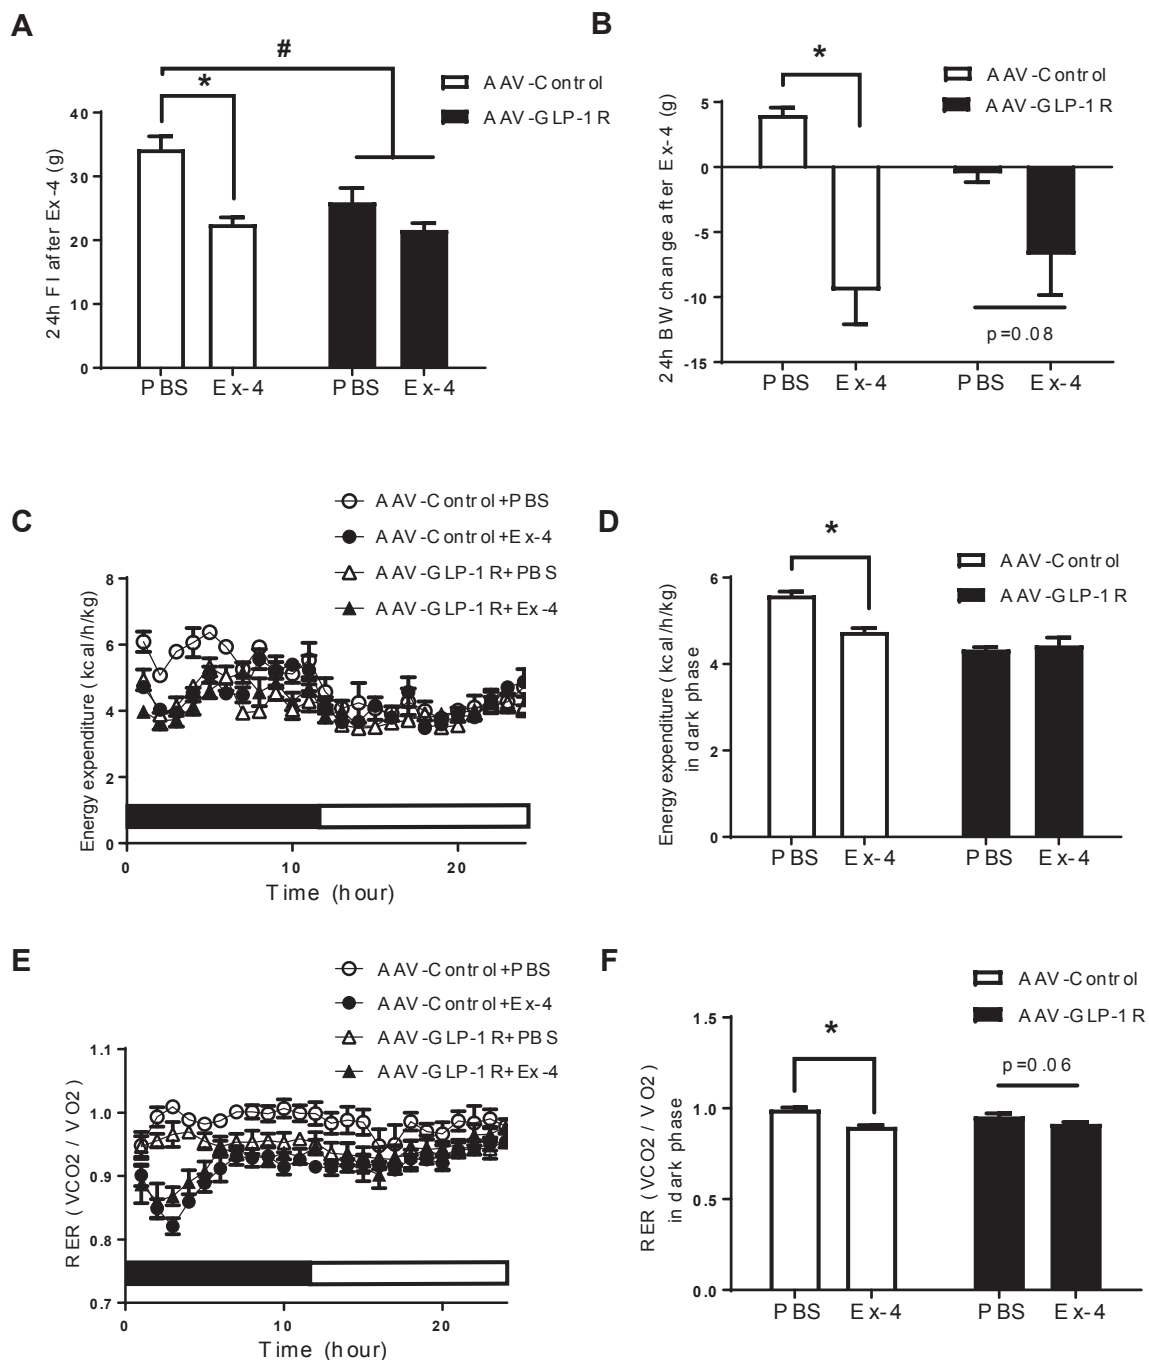 A
#
*
AAV-Control
AAV-GLP-1R
24h FI after Ex-4 (g)
40
30
20
10
0
PBS
Ex-4
PBS
Ex-4
B
*
AAV-Control
AAV-GLP-1R
24h BW change after Ex-4 (g)
5
0
-5
-10
-15
p=0.08
PBS
Ex-4
PBS
Ex-4
C
AAV-Control+PBS
AAV-Control+Ex-4
AAV-GLP-1R+PBS
AAV-GLP-1R+Ex-4
Energy expenditure (kcal/h/kg)
8
6
4
2
0
0
10
20
Time (hour)
D
*
AAV-Control
AAV-GLP-1R
Energy expenditure (kcal/h/kg)
in dark phase
6
4
2
0
PBS
Ex-4
PBS
Ex-4
E
AAV-Control+PBS
AAV-Control+Ex-4
AAV-GLP-1R+PBS
AAV-GLP-1R+Ex-4
RER (VCO2 / VO2)
1.1
1.0
0.9
0.8
0.7
0
10
20
Time (hour)
F
AAV-Control
AAV-GLP-1R
*
p=0.06
RER (VCO2 / VO2)
in dark phase
1.5
1.0
0.5
0.0
PBS
Ex-4
PBS
Ex-4